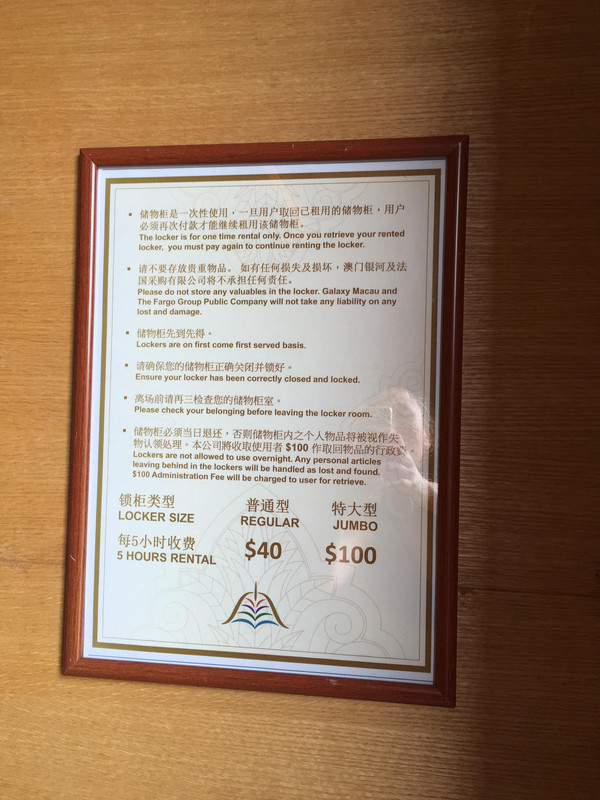 • 储物柜是一次性使用，一旦用户取回已租用的储物柜，用户
必须再次付款才能继续租用该储物柜。
The locker is for one time rental only. Once you retrieve your rented
locker, you must pay again to continue renting the locker.
• 请不要存放贵重物品。 如有任何损失及损坏，澳门银河及法
国采购有限公司将不承担任何责任。
Please do not store any valuables in the locker. Galaxy Macau and
The Fargo Group Public Company will not take any liability on any
lost and damage.
• 储物柜先到先得。
Lockers are on first come first served basis.
• 请确保您的储物柜正确关闭并锁好。
Ensure your locker has been correctly closed and locked.
• 离场前请再三检查您的储物柜室。
Please check your belonging before leaving the locker room.
• 储物柜必须当日退还，否则储物柜内之个人物品将被视作失
物认领处理。本公司將收取使用者 $100 作取回物品的行政费。
Lockers are not allowed to use overnight. Any personal articles
leaving behind in the lockers will be handled as lost and found.
$100 Administration Fee will be charged to user for retrieve.
锁柜类型 普通型 特大型
LOCKER SIZE REGULAR JUMBO
每5小时收费
5 HOURS RENTAL $40 $100